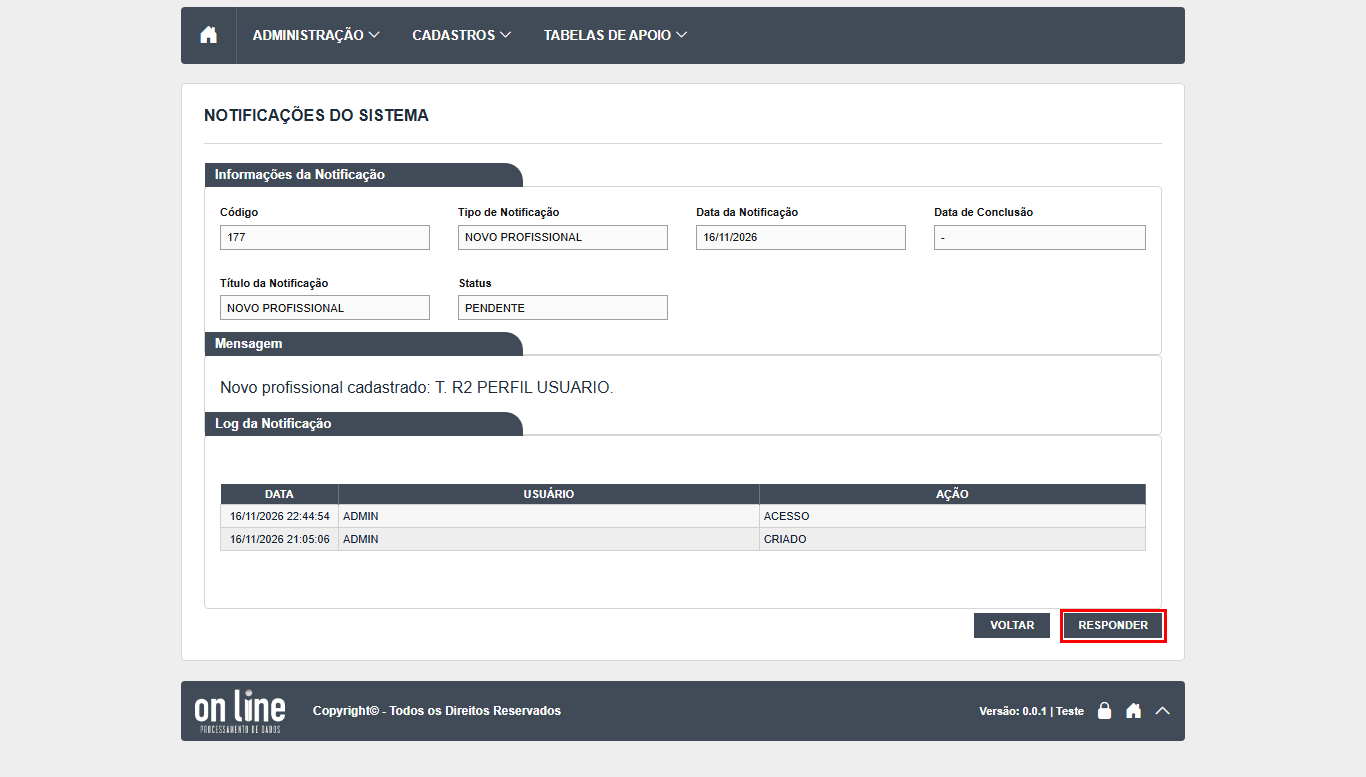 ADMINISTRAÇÃO CADASTROS TABELAS DE APOIO
NOTIFICAÇÕES DO SISTEMA
Informações da Notificação
Código Tipo de Notificação Data da Notificação Data de Conclusão
177 NOVO PROFISSIONAL 16/11/2026 -
Título da Notificação Status
NOVO PROFISSIONAL PENDENTE
Mensagem
Novo profissional cadastrado: T. R2 PERFIL USUARIO.
Log da Notificação
DATA USUÁRIO AÇÃO
16/11/2026 22:44:54 ADMIN ACESSO
16/11/2026 21:05:06 ADMIN CRIADO
VOLTAR RESPONDER
on line
PROCESSAMENTO DE DADOS
Copyright© - Todos os Direitos Reservados
Versão: 0.0.1 | Teste